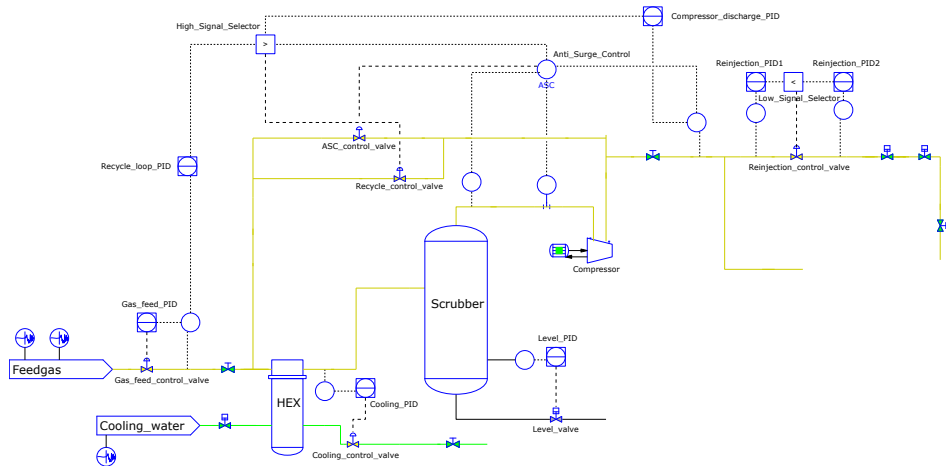 Compressor_discharge_PID
High_Signal_Selector
>
Anti_Surge_Control
ASC
Reinjection_PID1
Reinjection_PID2
<
Low_Signal_Selector
ASC_control_valve
Recycle_loop_PID
Recycle_control_valve
Reinjection_control_valve
Compressor
Scrubber
Gas_feed_PID
Feedgas
Gas_feed_control_valve
Level_PID
HEX
Cooling_PID
Cooling_water
Level_valve
Cooling_control_valve